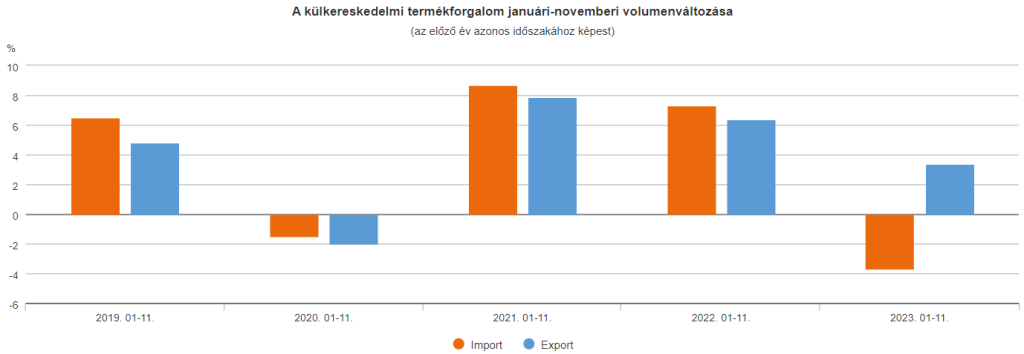 A külkereskedelmi termékforgalom januári-novemberi volumenváltozása
(az előző év azonos időszakához képest)
%
10
8
6
4
2
0
-2
-4
-6
2019. 01-11. 2020. 01-11. 2021. 01-11. 2022. 01-11. 2023. 01-11.
Import Export